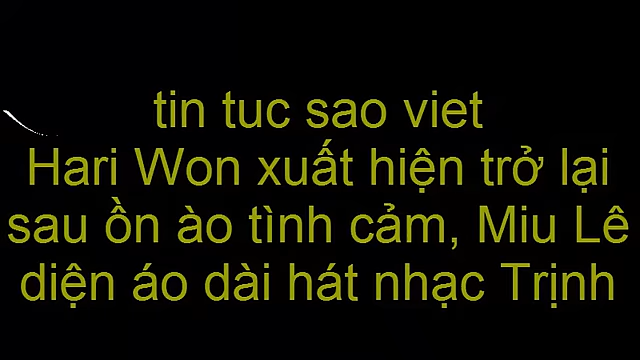 tin tuc sao viet
Hari Won xuất hiện trở lại
sau ồn ào tình cảm, Miu Lê
diện áo dài hát nhạc Trịnh